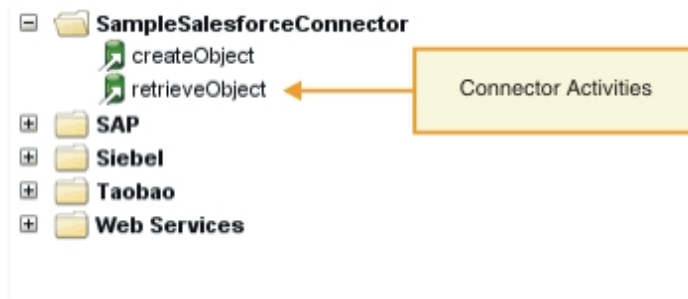 SampleSalesforceConnector
createObject
retrieveObject
Connector Activities
SAP
Siebel
Taobao
Web Services